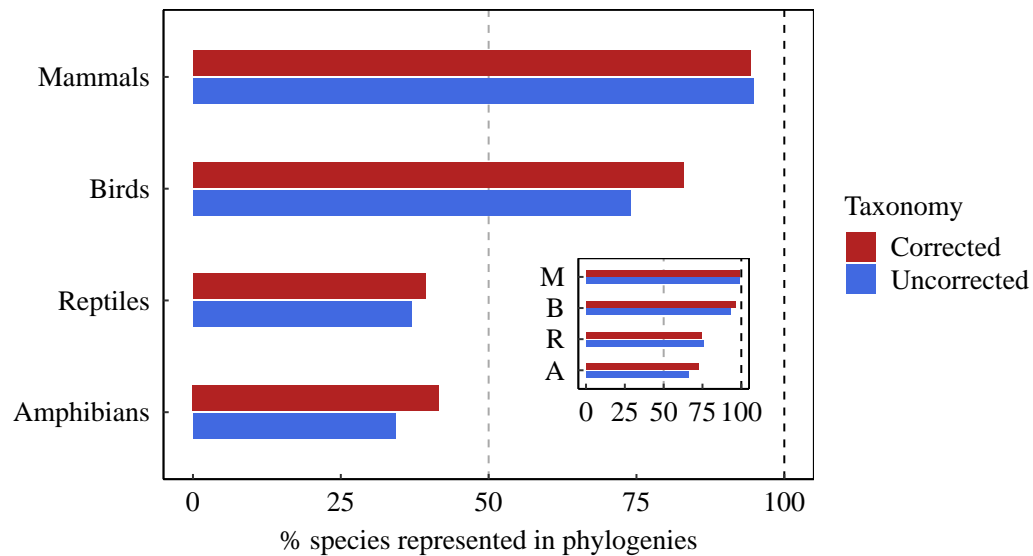 Mammals
Birds
Reptiles
Amphibians
0 25 50 75 100
% species represented in phylogenies
M
B
R
A
0 25 50 75 100
Taxonomy
Corrected
Uncorrected